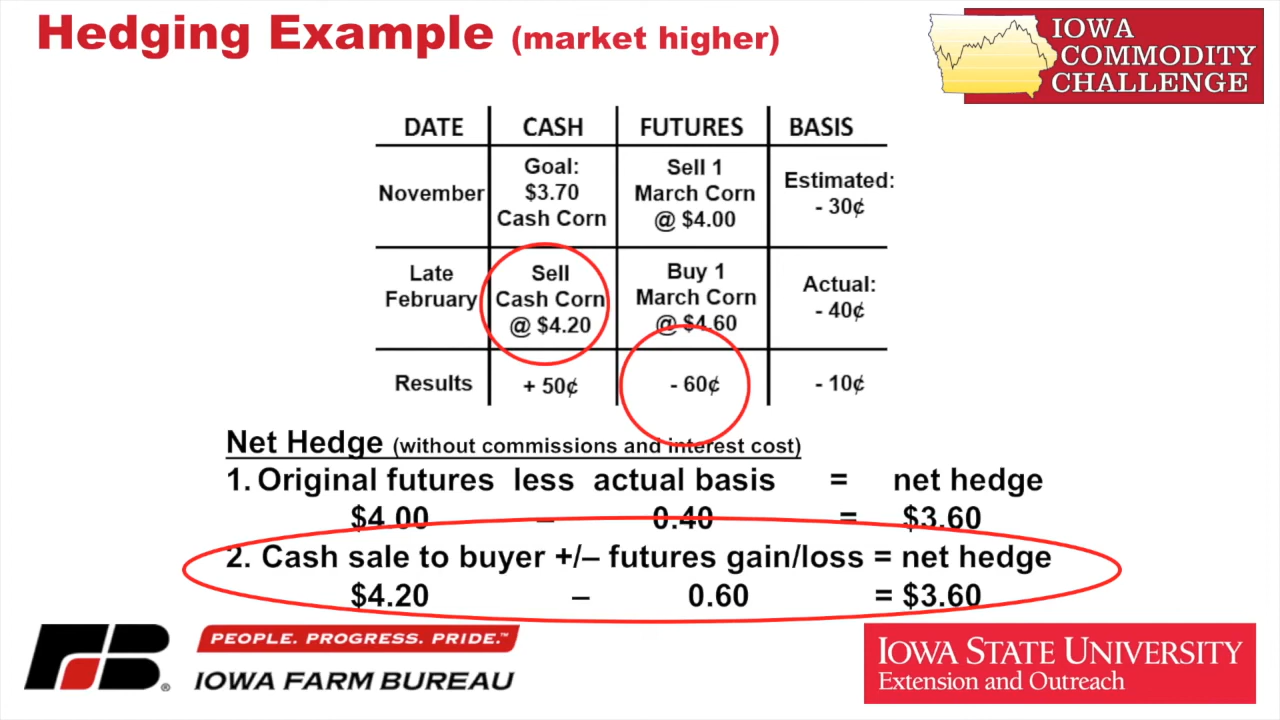 Hedging Example (market higher)
IOWA
COMMODITY
CHALLENGE
DATE CASH FUTURES BASIS
November
Goal:
$3.70
Cash Corn
Sell 1
March Corn
@ $4.00
Estimated:
- 30¢
Late
February
Sell
Cash Corn
@ $4.20
Buy 1
March Corn
@ $4.60
Actual:
- 40¢
Results + 50¢ - 60¢ - 10¢
Net Hedge (without commissions and interest cost)
1. Original futures less actual basis = net hedge
$4.00 – 0.40 = $3.60
2. Cash sale to buyer +/– futures gain/loss = net hedge
$4.20 – 0.60 = $3.60
FB®
PEOPLE. PROGRESS. PRIDE.™
IOWA FARM BUREAU
IOWA STATE UNIVERSITY
Extension and Outreach